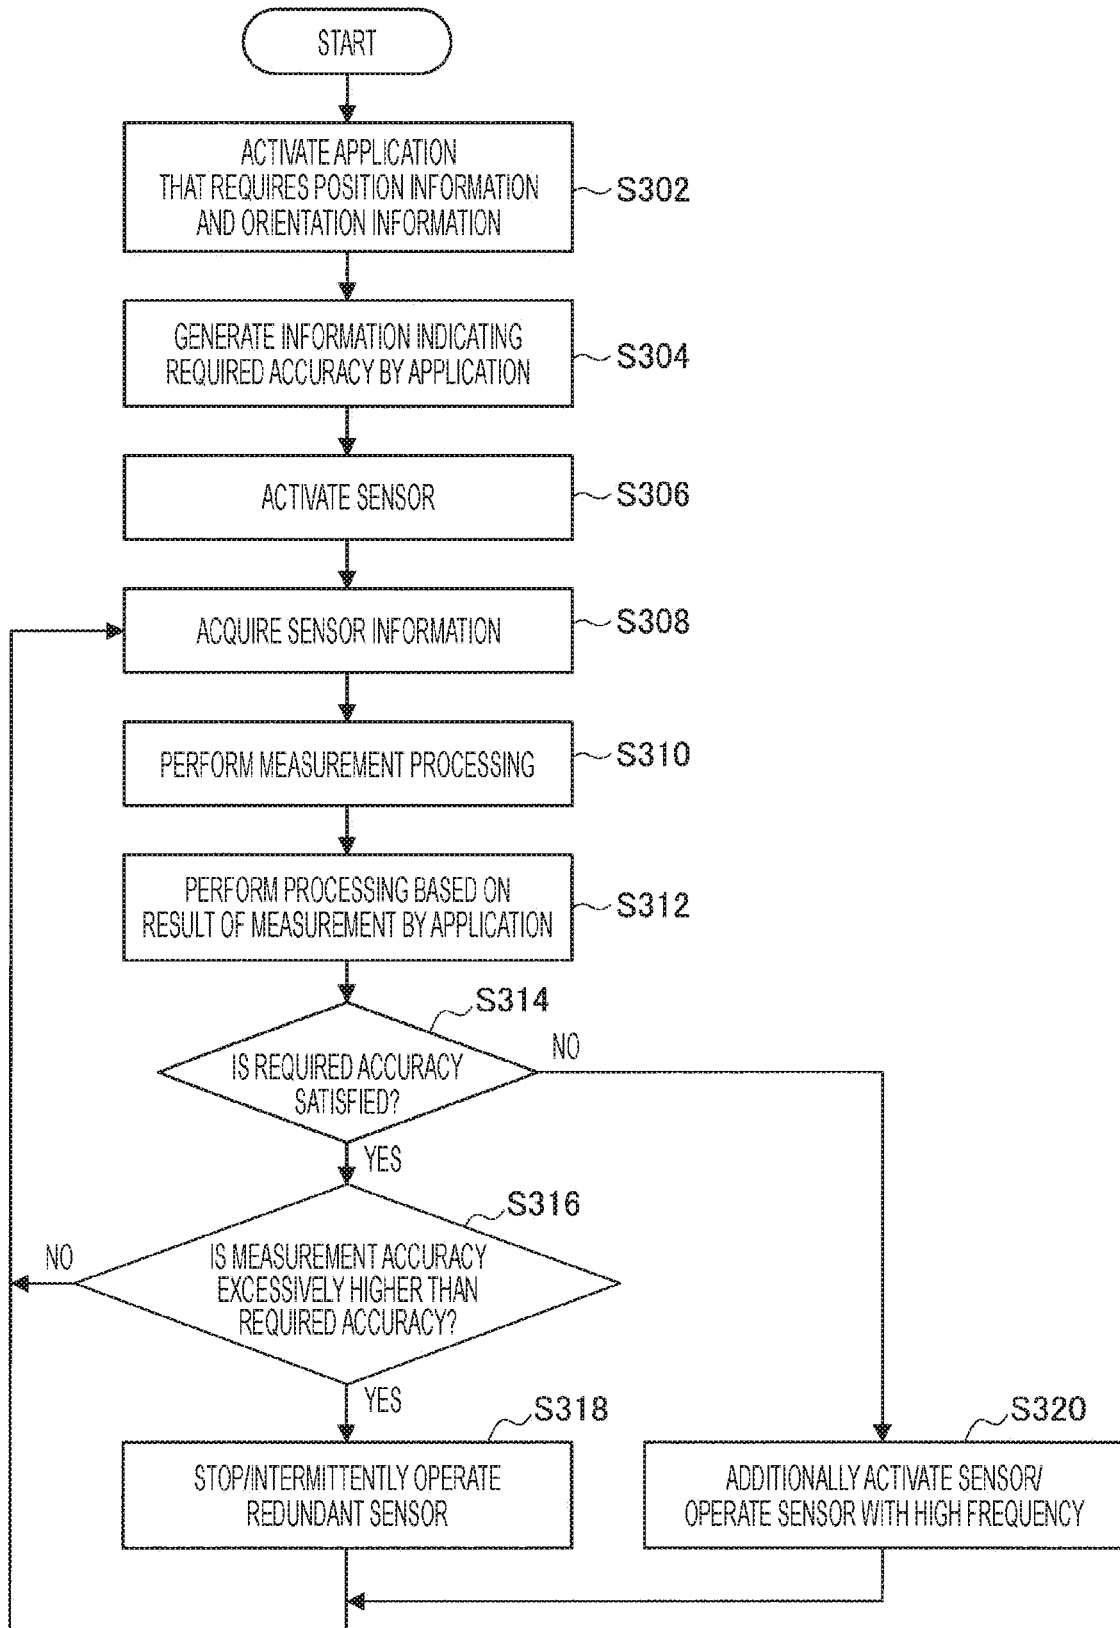 START
ACTIVATE APPLICATION
THAT REQUIRES POSITION INFORMATION
AND ORIENTATION INFORMATION
S302
GENERATE INFORMATION INDICATING
REQUIRED ACCURACY BY APPLICATION
S304
ACTIVATE SENSOR
S306
ACQUIRE SENSOR INFORMATION
S308
PERFORM MEASUREMENT PROCESSING
S310
PERFORM PROCESSING BASED ON
RESULT OF MEASUREMENT BY APPLICATION
S312
S314
IS REQUIRED ACCURACY
SATISFIED?
NO
YES
S316
IS MEASUREMENT ACCURACY
EXCESSIVELY HIGHER THAN
REQUIRED ACCURACY?
NO
YES
S318
STOP/INTERMITTENTLY OPERATE
REDUNDANT SENSOR
S320
ADDITIONALLY ACTIVATE SENSOR/
OPERATE SENSOR WITH HIGH FREQUENCY